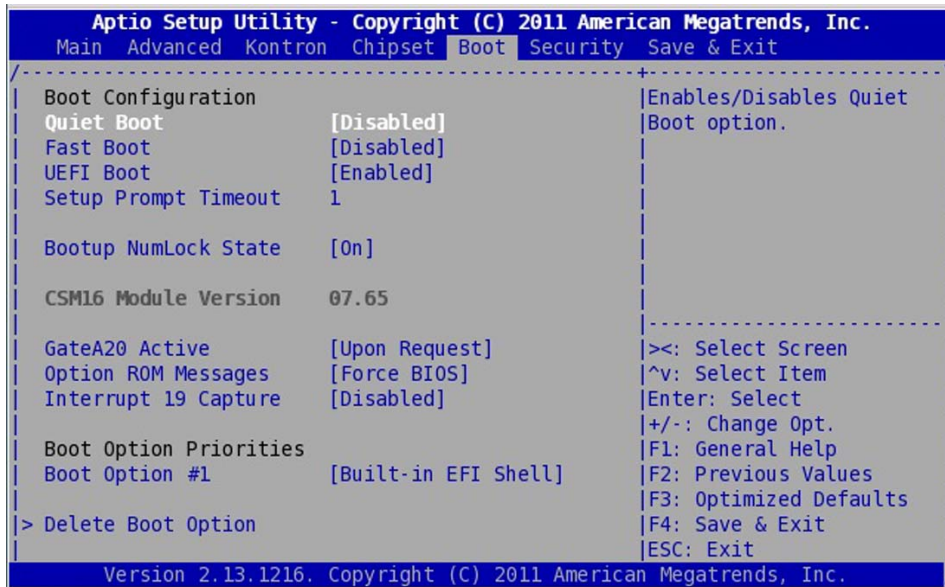 Aptio Setup Utility - Copyright (C) 2011 American Megatrends, Inc.
Main Advanced Kontron Chipset Boot Security Save & Exit
Boot Configuration
Quiet Boot [Disabled]
Fast Boot [Disabled]
UEFI Boot [Enabled]
Setup Prompt Timeout 1
Bootup NumLock State [On]
CSM16 Module Version 07.65
GateA20 Active [Upon Request]
Option ROM Messages [Force BIOS]
Interrupt 19 Capture [Disabled]
Boot Option Priorities
Boot Option #1 [Built-in EFI Shell]
> Delete Boot Option
Enables/Disables Quiet
Boot option.
><: Select Screen
^v: Select Item
Enter: Select
+/-: Change Opt.
F1: General Help
F2: Previous Values
F3: Optimized Defaults
F4: Save & Exit
ESC: Exit
Version 2.13.1216. Copyright (C) 2011 American Megatrends, Inc.